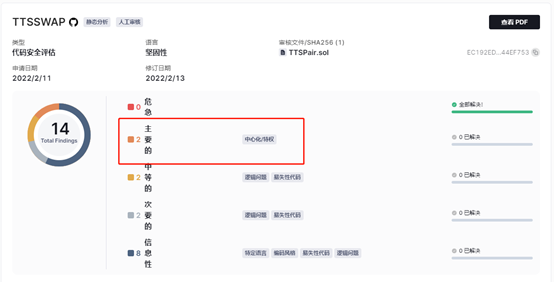 TTSSWAP 静态分析 人工审核 查看 PDF
类型 语言 审核文件/SHA256 (1)
代码安全评估 坚固性 TTSPair.sol EC192ED...44EF753
申请日期 修订日期
2022/2/11 2022/2/13
14
Total Findings
0 危急 全部解决!
2 主要的 中心化/特权 0 已解决
2 中等的 逻辑问题 易失性代码 0 已解决
2 次要的 逻辑问题 易失性代码 0 已解决
8 信息性 特定语言 编码风格 易失性代码 逻辑问题 0 已解决